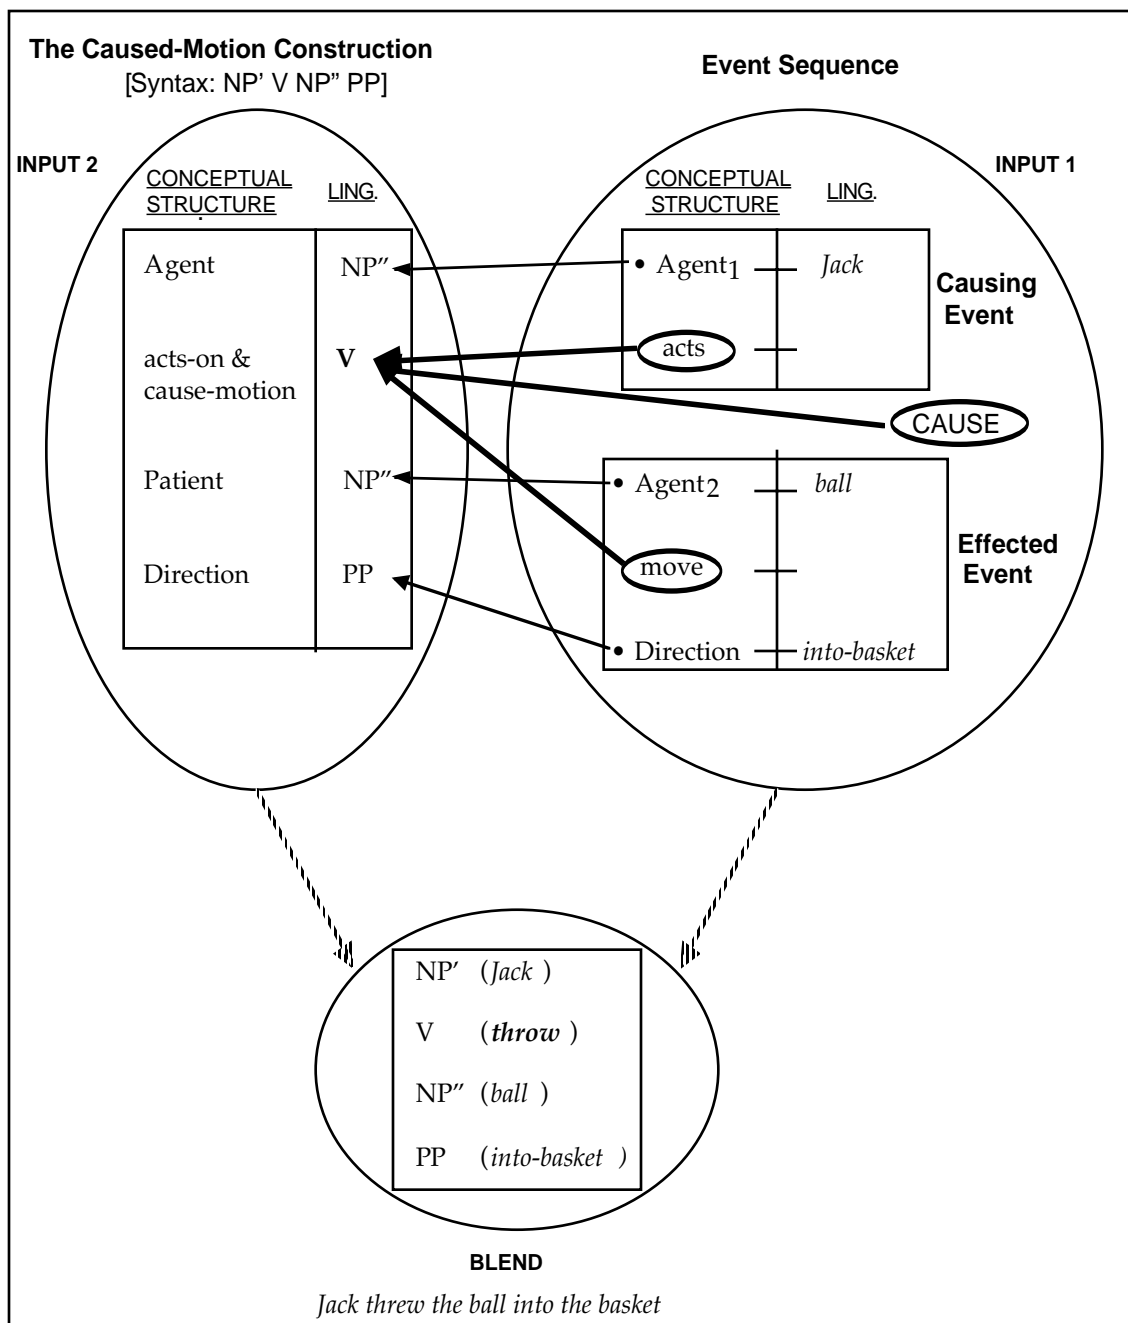 The Caused-Motion Construction
[Syntax: NP' V NP" PP]
Event Sequence
INPUT 2
INPUT 1
CONCEPTUAL STRUCTURE
LING.
Agent NP"
acts-on & V
cause-motion
Patient NP"
Direction PP
CONCEPTUAL STRUCTURE
LING.
• Agent1 Jack
acts
Causing
Event
CAUSE
• Agent2 ball
move
Effected
Event
• Direction into-basket
NP' (Jack )
V (throw )
NP" (ball )
PP (into-basket )
BLEND
Jack threw the ball into the basket